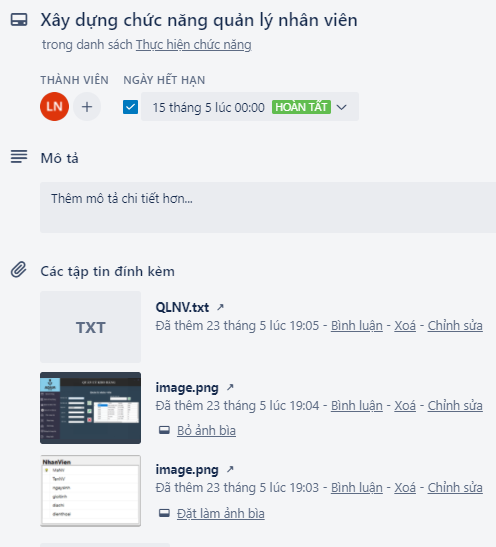 Xây dựng chức năng quản lý nhân viên
trong danh sách Thực hiện chức năng
THÀNH VIÊN NGÀY HẾT HẠN
LN + 15 tháng 5 lúc 00:00 HOÀN TẤT
Mô tả
Thêm mô tả chi tiết hơn...
Các tập tin đính kèm
TXT
QLNV.txt ↗
Đã thêm 23 tháng 5 lúc 19:05 - Bình luận - Xoá - Chỉnh sửa
image.png ↗
Đã thêm 23 tháng 5 lúc 19:04 - Bình luận - Xoá - Chỉnh sửa
Bỏ ảnh bìa
NhanVien
image.png ↗
Đã thêm 23 tháng 5 lúc 19:03 - Bình luận - Xoá - Chỉnh sửa
Đặt làm ảnh bìa